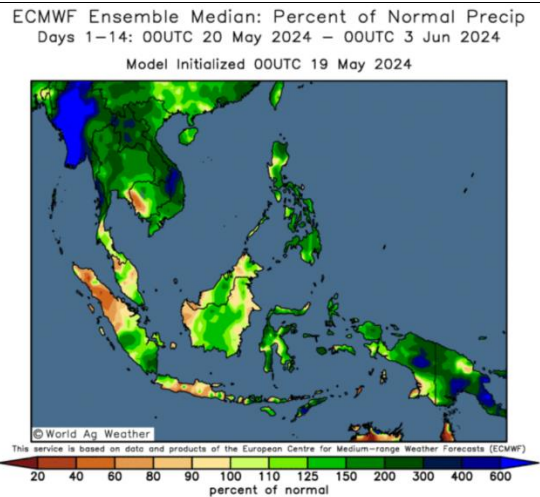 ECMWF Ensemble Median: Percent of Normal Precip
Days 1-14: 00UTC 20 May 2024 - 00UTC 3 Jun 2024
Model Initialized 00UTC 19 May 2024
©World Ag Weather
This service is based on data and products of the European Centre for Medium-range Weather Forecasts (ECMWF)
20 40 60 80 90 100 110 125 150 200 300 400 600
percent of normal